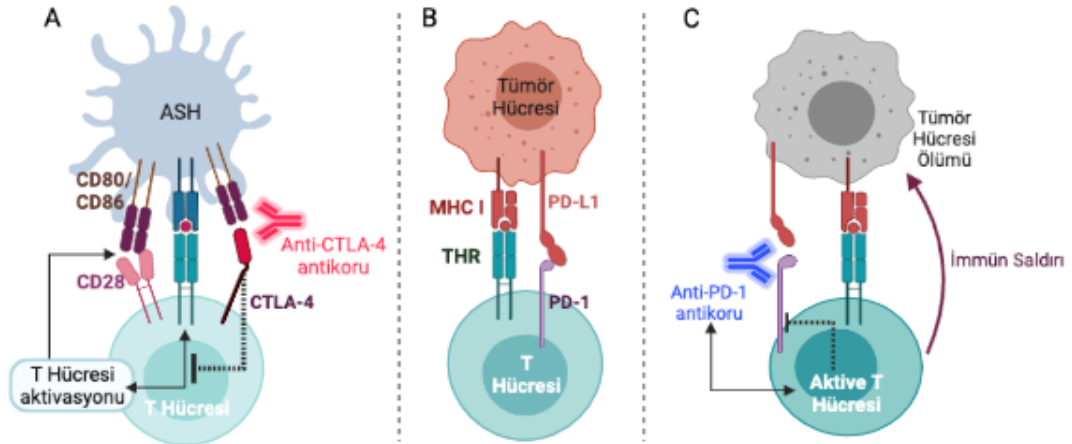 A
ASH
CD80/
CD86
Anti-CTLA-4
antikoru
CD28
CTLA-4
T Hücresi
aktivasyonu
T Hücresi
B
Tümör
Hücresi
MHC I
PD-L1
THR
PD-1
T
Hücresi
C
Tümör
Hücresi
Ölümü
İmmün Saldırı
Anti-PD-1
antikoru
Aktive T
Hücresi